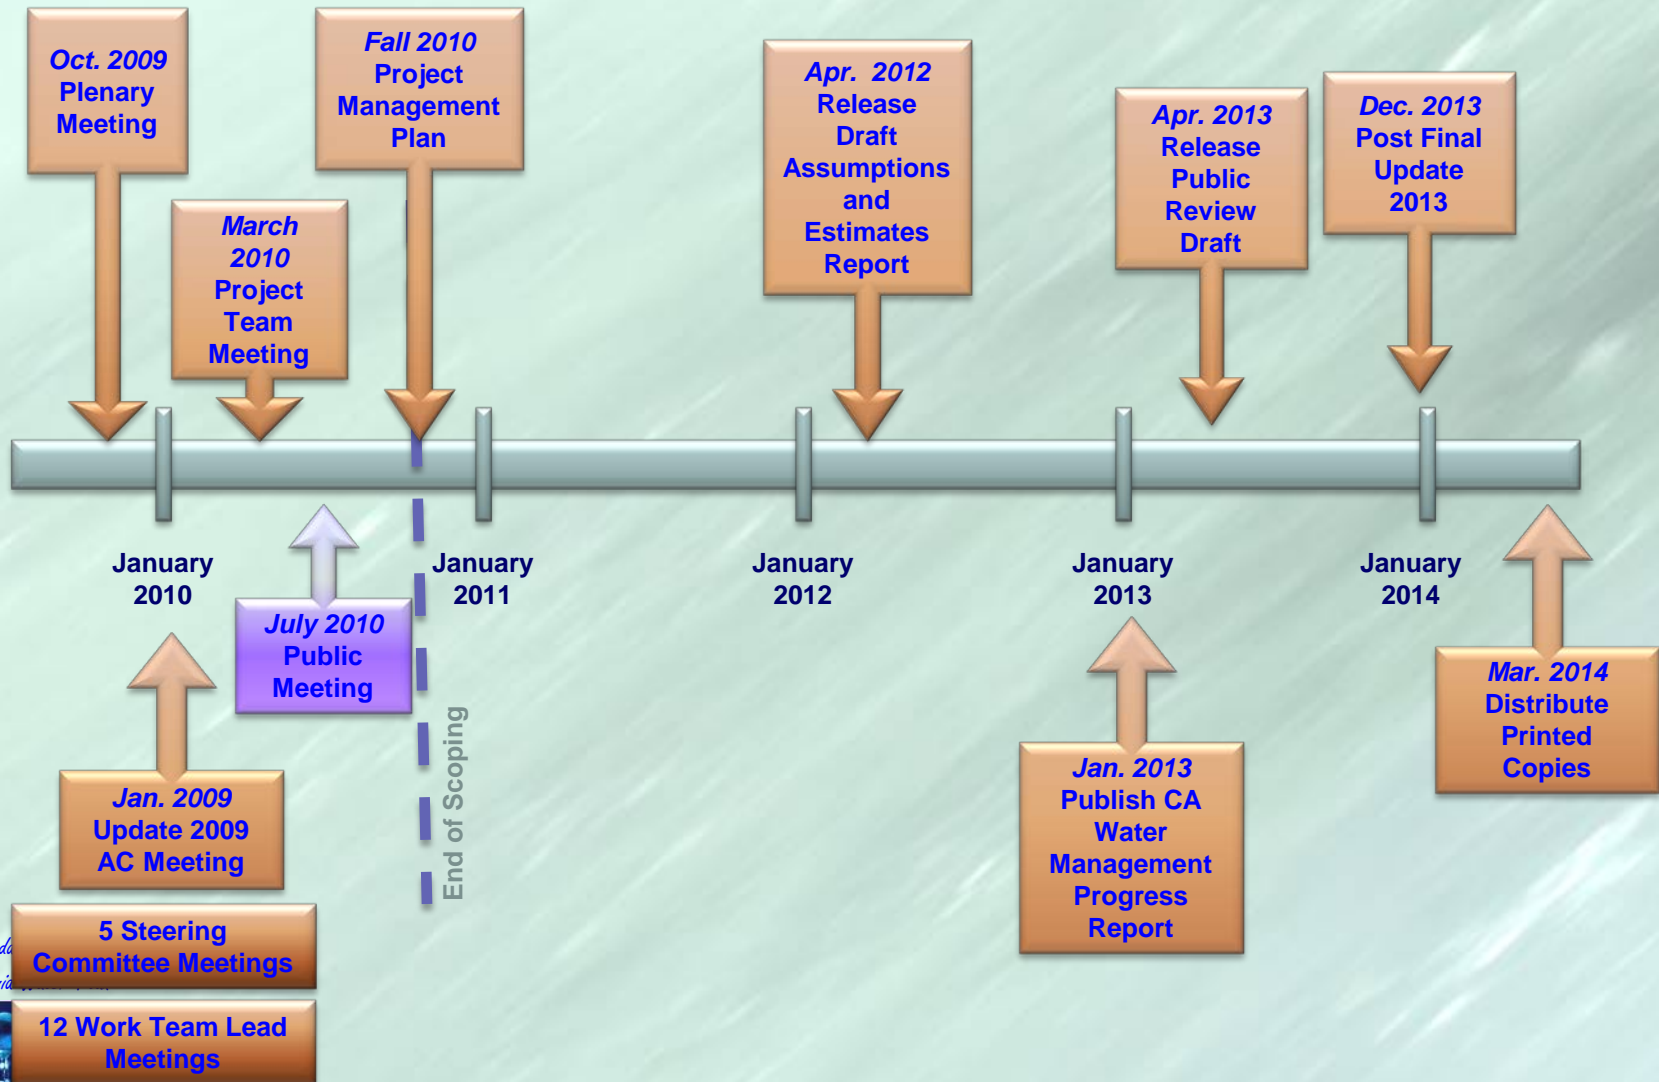 Oct. 2009
Plenary
Meeting
Fall 2010
Project
Management
Plan
Apr. 2012
Release
Draft
Assumptions
and
Estimates
Report
Apr. 2013
Release
Public
Review
Draft
Dec. 2013
Post Final
Update
2013
March
2010
Project
Team
Meeting
January
2010
January
2011
January
2012
January
2013
January
2014
July 2010
Public
Meeting
End of Scoping
Jan. 2009
Update 2009
AC Meeting
Jan. 2013
Publish CA
Water
Management
Progress
Report
Mar. 2014
Distribute
Printed
Copies
5 Steering
Committee Meetings
12 Work Team Lead
Meetings